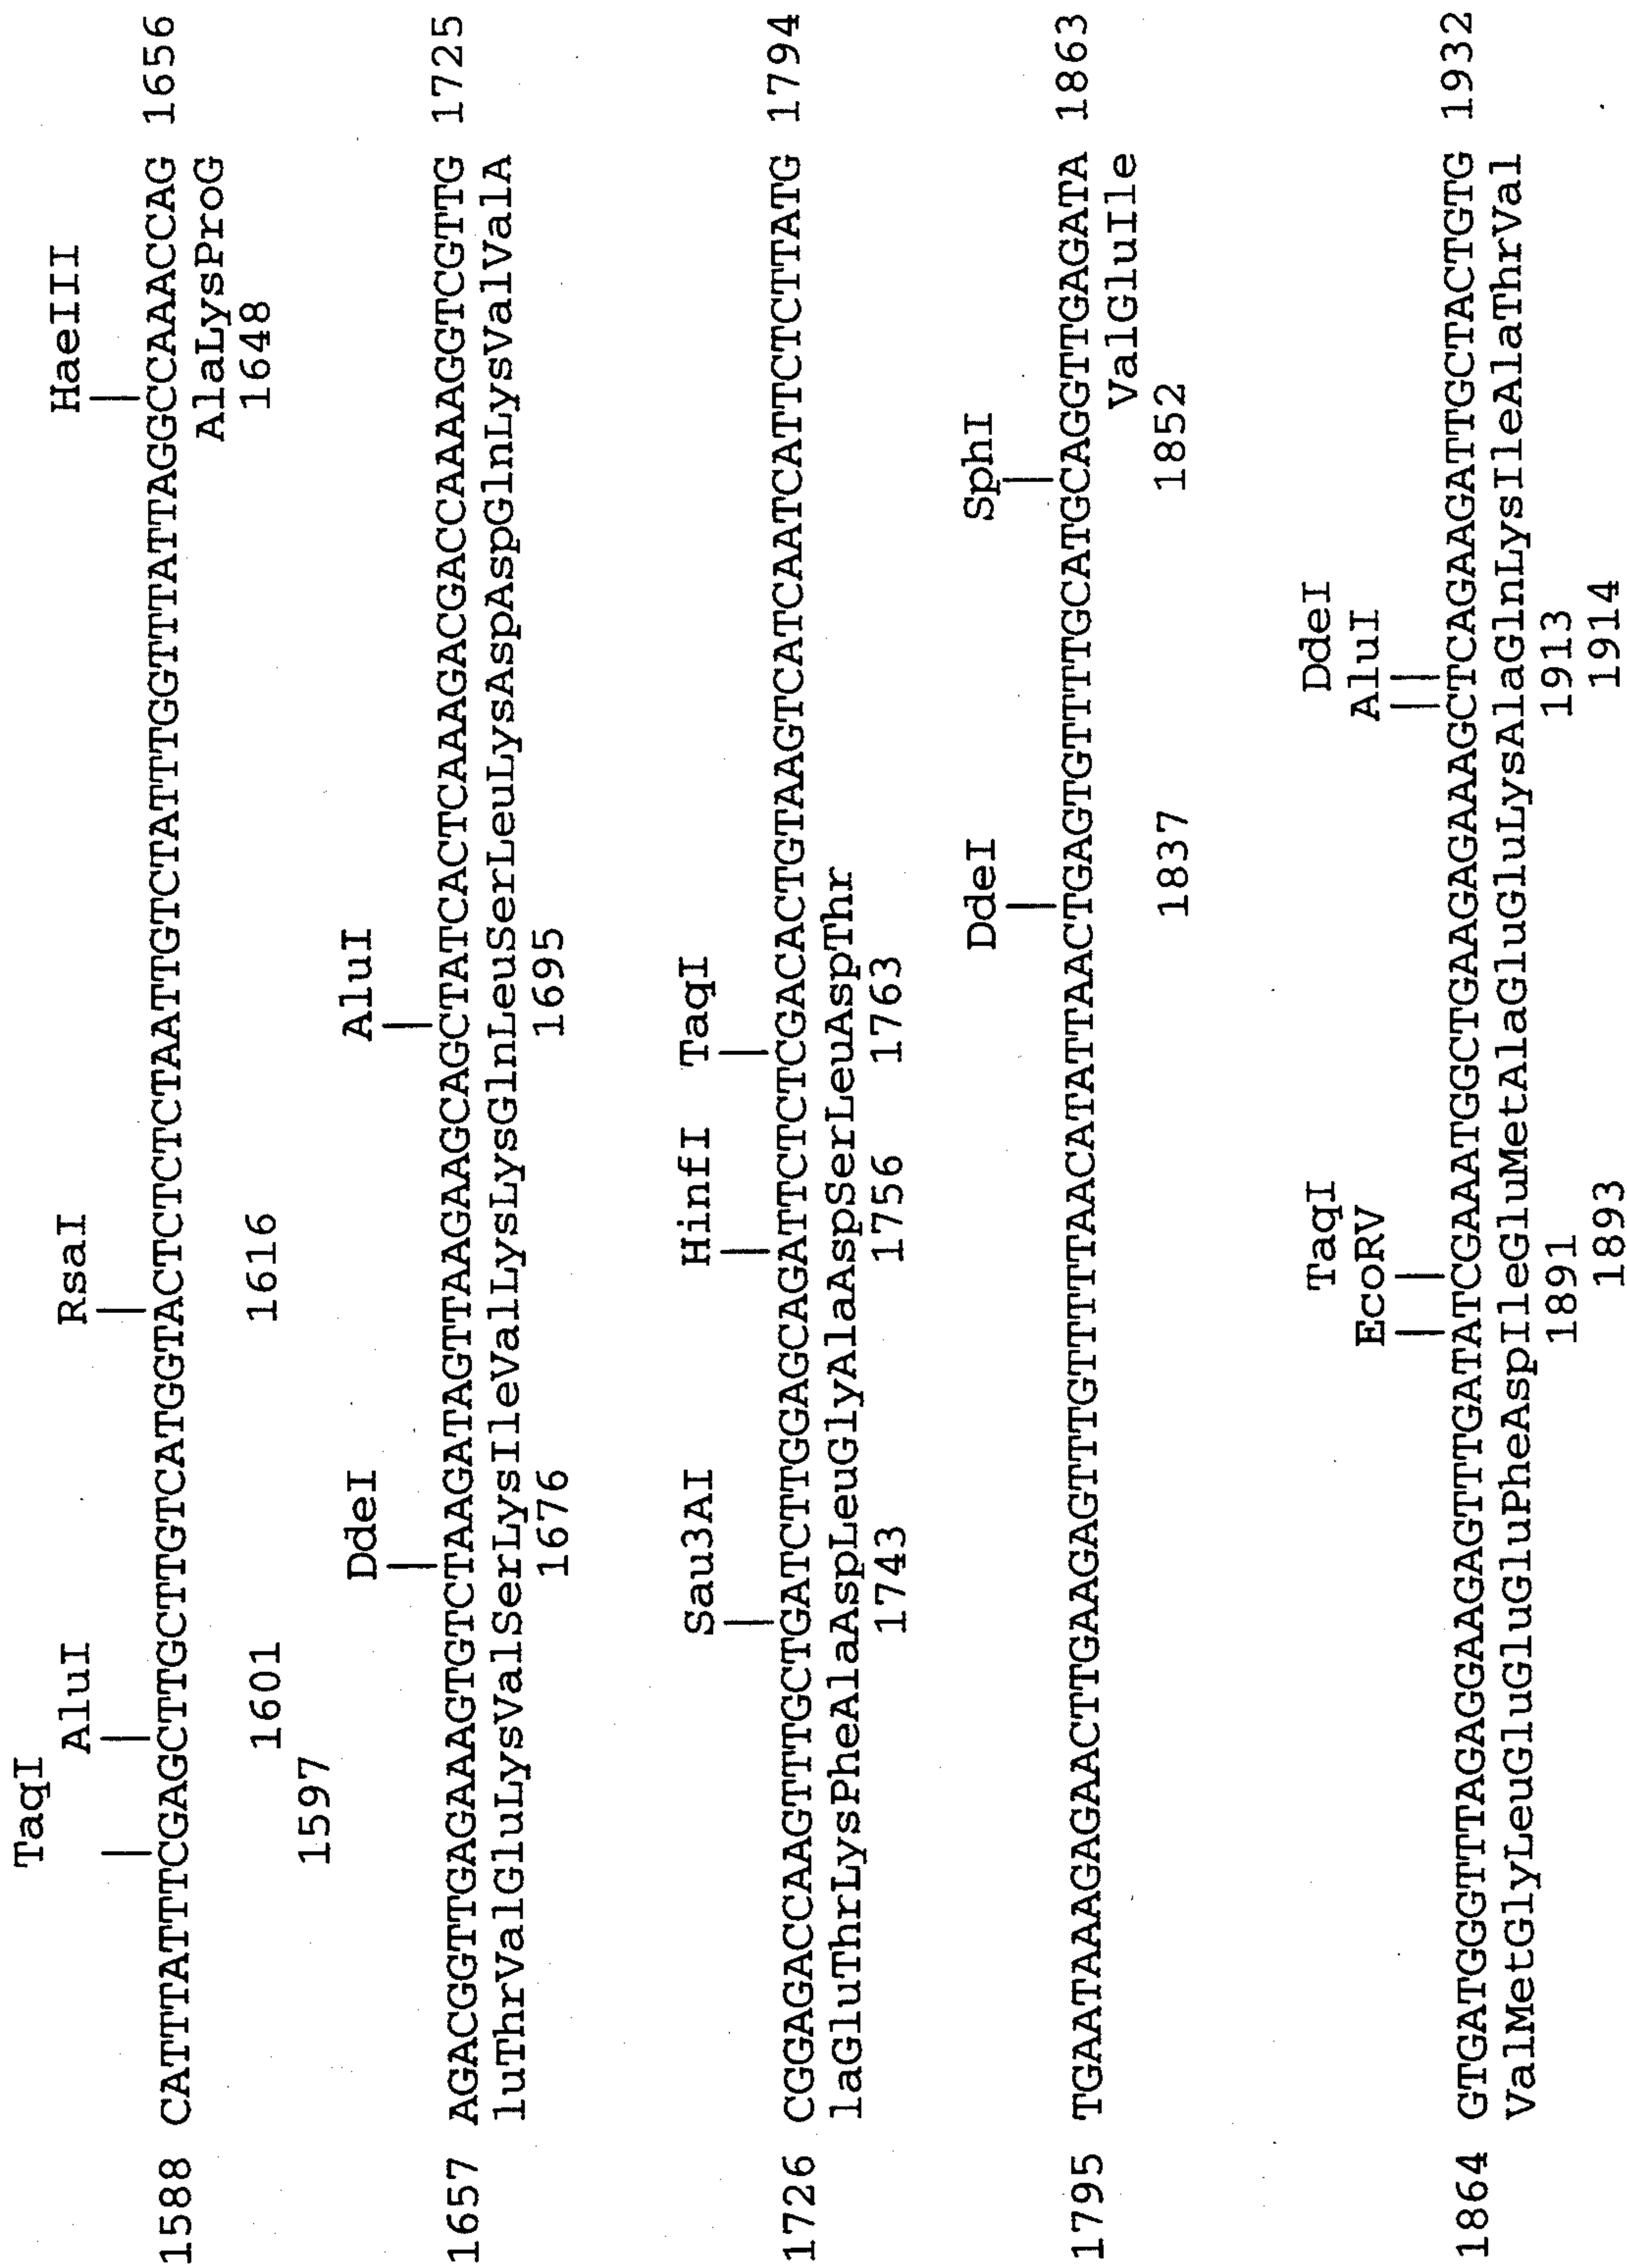 TaqI
AluI RsaI HaeIII
1588 CATTTATTTCGAGCTTGCTTGTCATGGTACTCTCTCTAATTGTCTATTTGGTTTATTAGGCCAAACCAG 1656
AlaLysProG
1601 1616 1648
1597
DdeI AluI
1657 AGACGGTTGAGAAAGTGTCTAAGATAGTTAAGAAGCAGCTATCACTCAAAGACGACCAAAAGGTCGTTG 1725
luThrValGluLysValSerLysIleValLysLysGlnLeuSerLeuLysAspAspGlnLysValValA
1676 1695
Sau3AI HinfI TaqI
1726 CGGAGACCAAGTTTGCTGATCTTGGAGCAGATTCTCTCGACACTGTAAGTCATCAATCATTCTCTTATG 1794
laGluThrLysPheAlaAspLeuGlyAlaAspSerLeuAspThr
1743 1756 1763
DdeI SphI
1795 TGAATAAAGAGAACTTGAAGAGTTTGTTTTTAACATATTAACTGAGTGTTTTGCATGCAGGTTGAGATA 1863
ValGluIle
1837 1852
TaqI DdeI
EcoRV AluI
1864 GTGATGGGTTTAGAGGAAGAGTTTGATATCGAAATGGCTGAAGAGAAAGCTCAGAAGATTGCTACTGTG 1932
ValMetGlyLeuGluGluGluPheAspIleGluMetAlaGluGluLysAlaGlnLysIleAlaThrVal
1891 1913
1893 1914